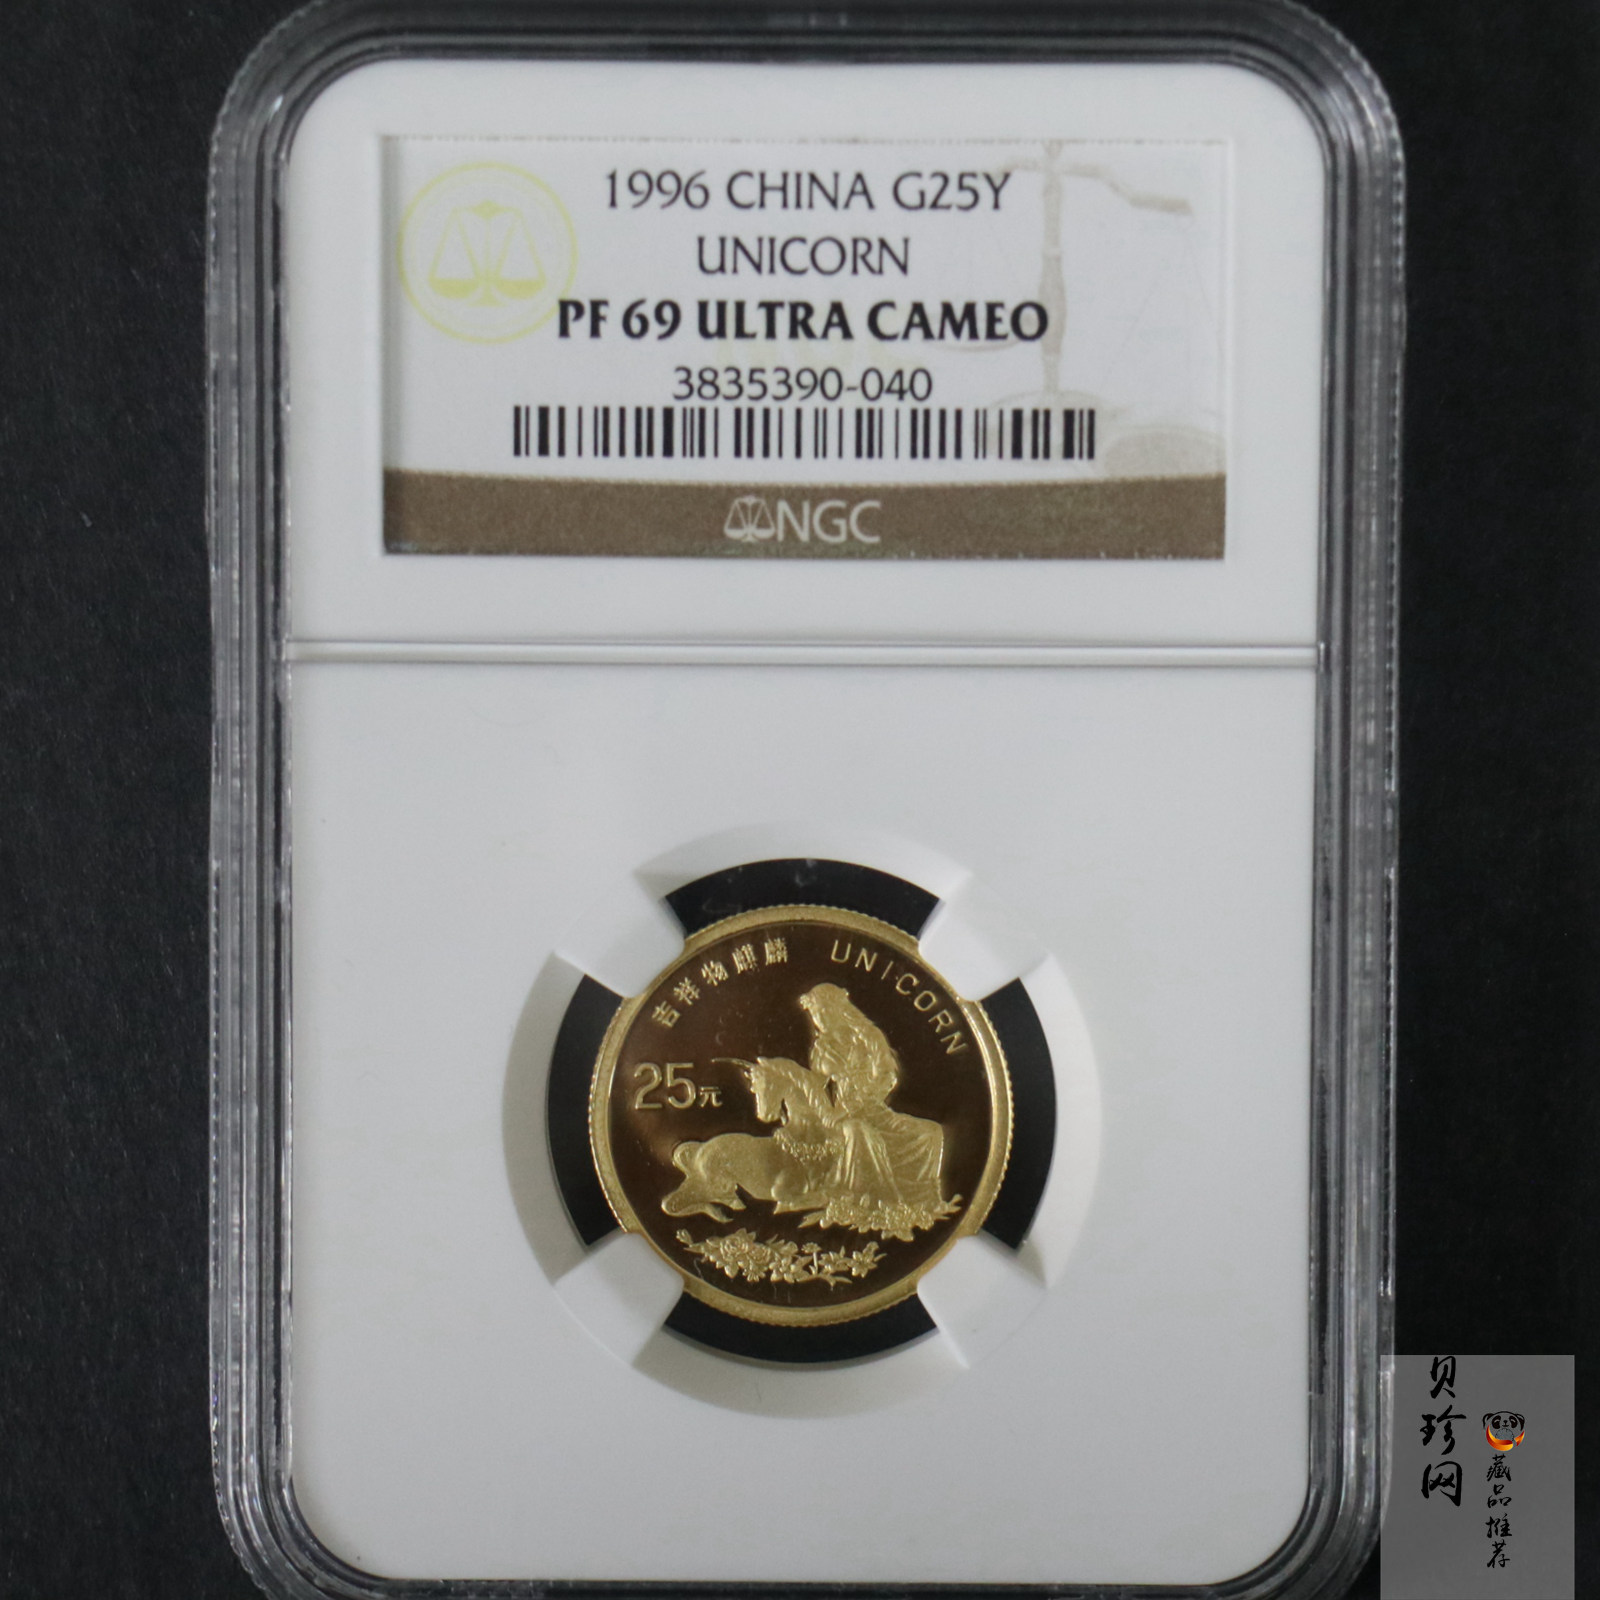 1996 CHINA G25Y
UNICORN
PF 69 ULTRA CAMEO
3835390-040
NGC
吉祥物麒麟 UNICORN
25元
贝珍网
藏品推荐